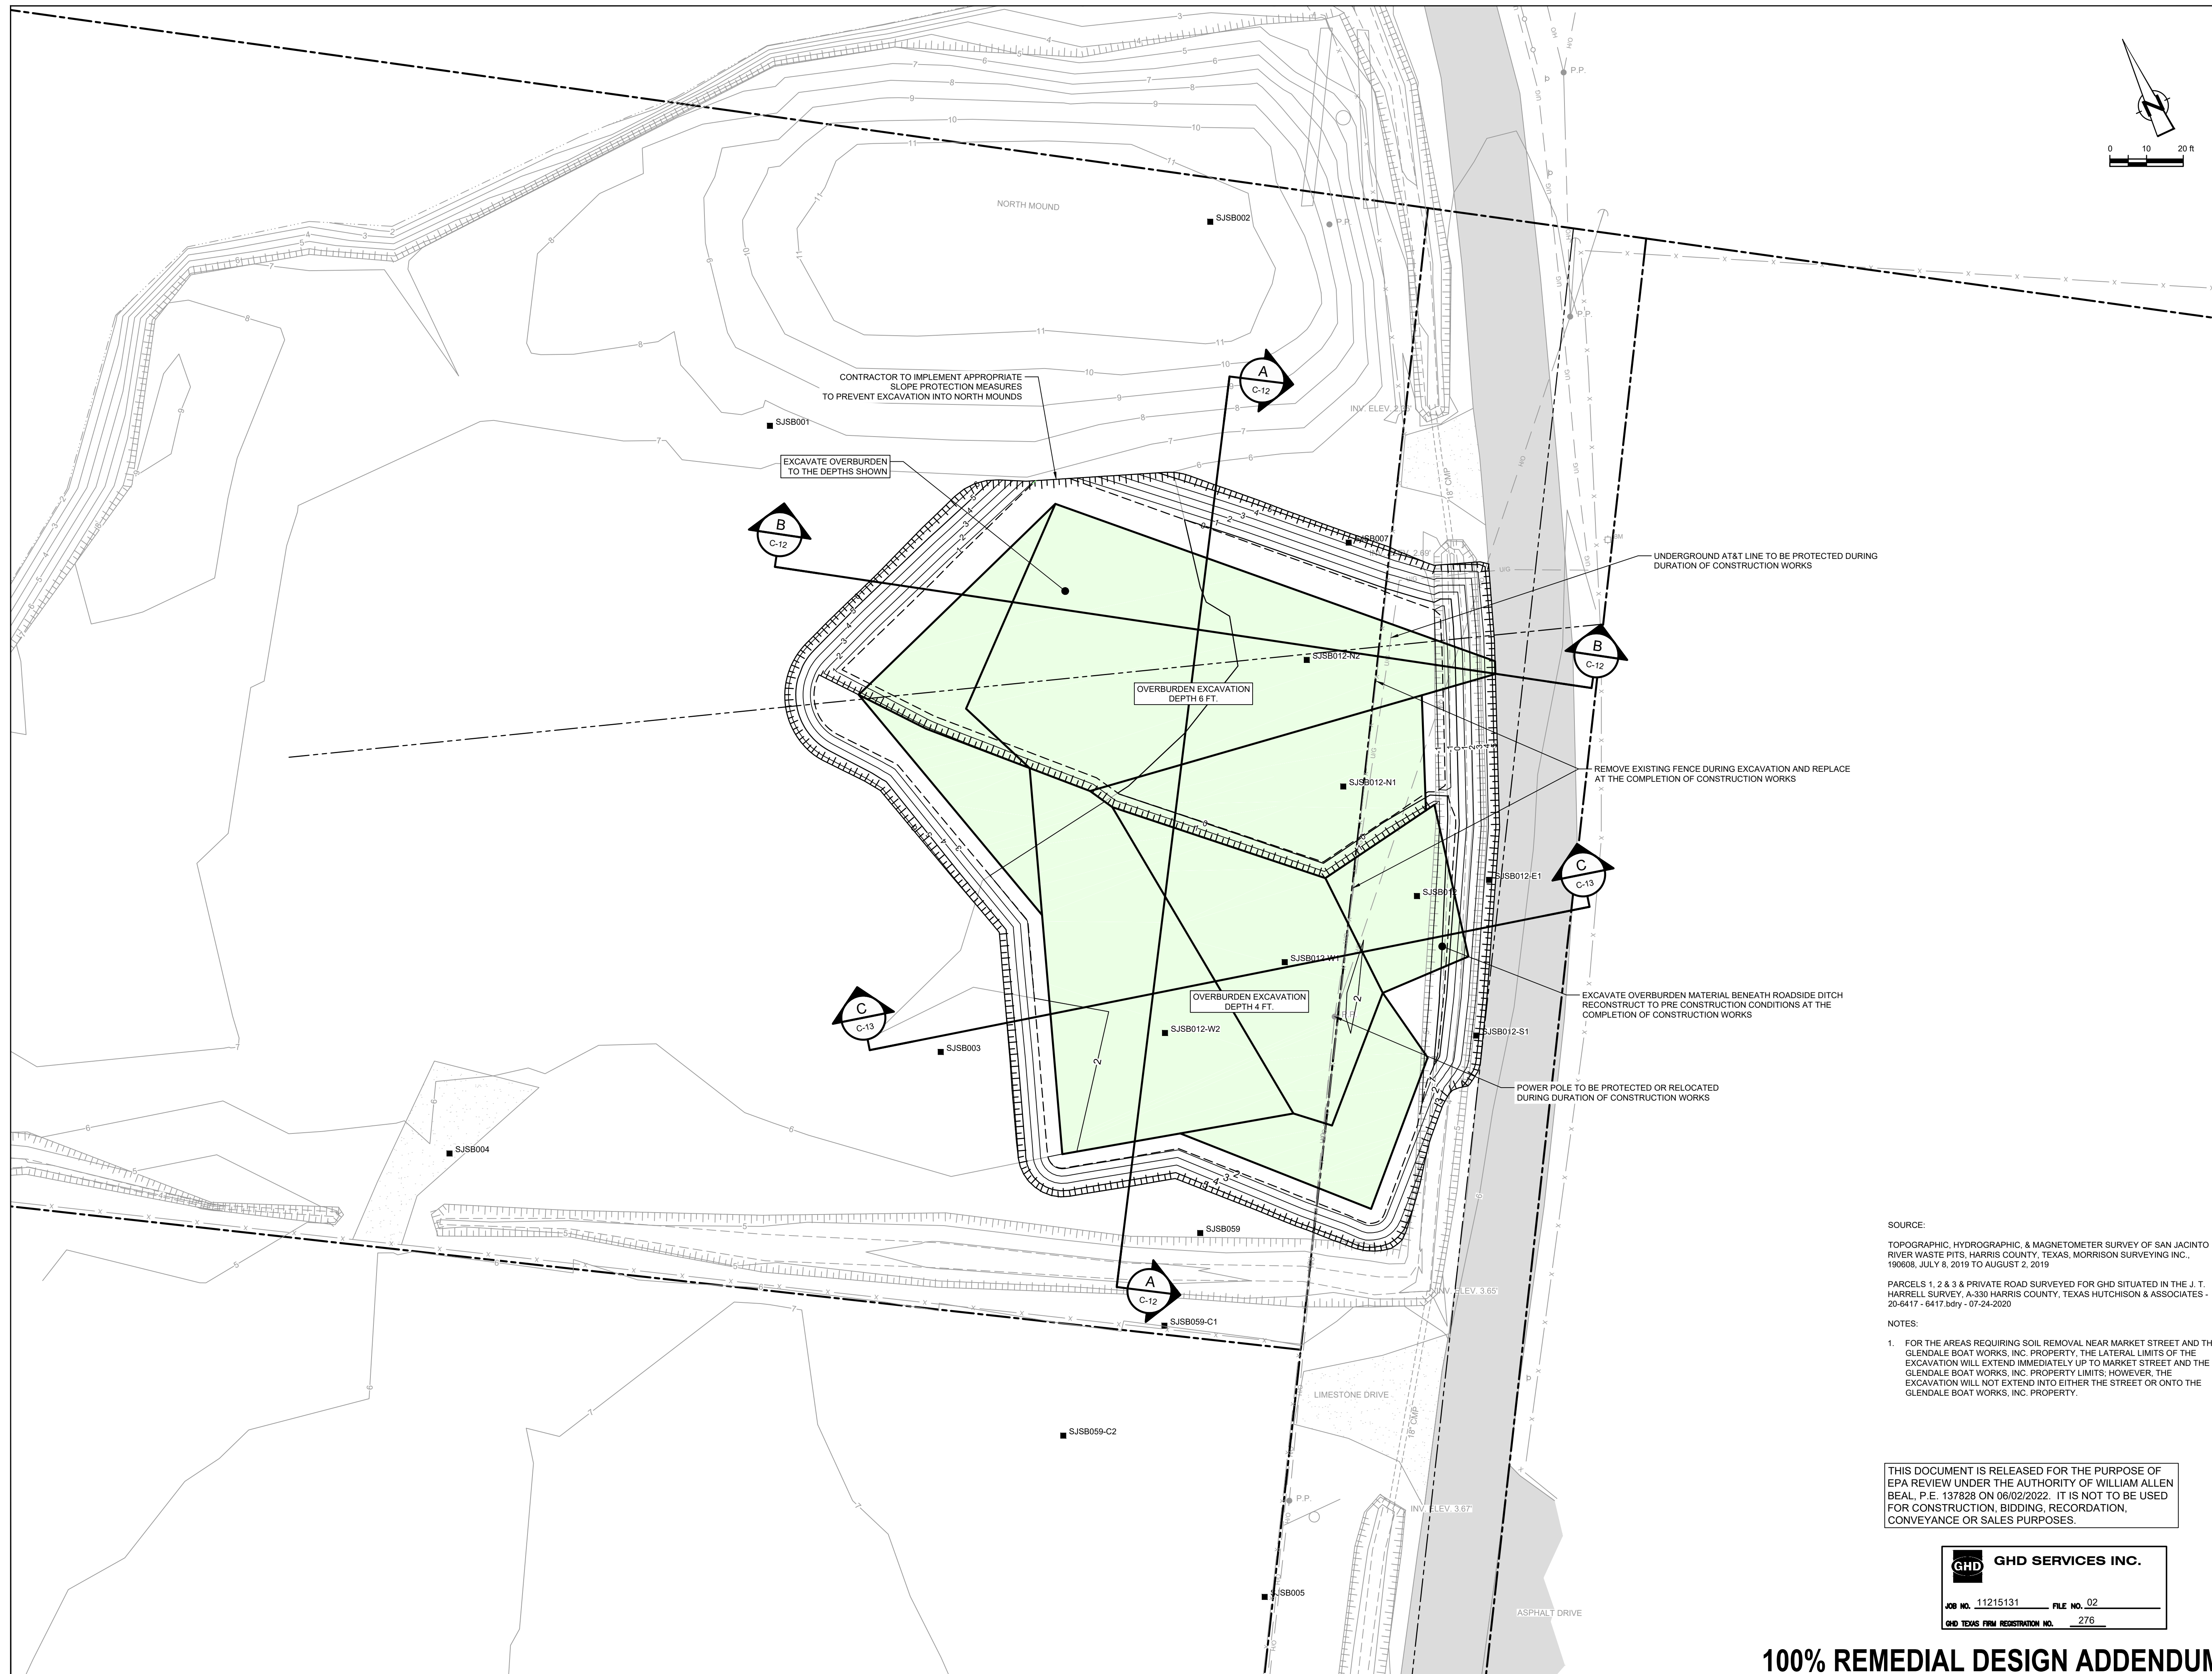 0 10 20 ft
N
P.P.
NORTH MOUND
SJSB002
P.P.
P.P.
CONTRACTOR TO IMPLEMENT APPROPRIATE
SLOPE PROTECTION MEASURES
TO PREVENT EXCAVATION INTO NORTH MOUNDS
A
C-12
SJSB001
EXCAVATE OVERBURDEN
TO THE DEPTHS SHOWN
18" CMP
B
C-12
SJSB007
UNDERGROUND AT&T LINE TO BE PROTECTED DURING
DURATION OF CONSTRUCTION WORKS
B
C-12
SJSB012-N2
OVERBURDEN EXCAVATION
DEPTH 6 FT.
REMOVE EXISTING FENCE DURING EXCAVATION AND REPLACE
AT THE COMPLETION OF CONSTRUCTION WORKS
SJSB012-N1
C
C-13
SJSB012-E1
SJSB012
SJSB012-W1
EXCAVATE OVERBURDEN MATERIAL BENEATH ROADSIDE DITCH
RECONSTRUCT TO PRE CONSTRUCTION CONDITIONS AT THE
COMPLETION OF CONSTRUCTION WORKS
OVERBURDEN EXCAVATION
DEPTH 4 FT.
C
C-13
P.P.
SJSB012-W2
SJSB012-S1
SJSB003
POWER POLE TO BE PROTECTED OR RELOCATED
DURING DURATION OF CONSTRUCTION WORKS
SJSB004
SJSB059
A
C-12
INV. ELEV. 3.65'
SJSB059-C1
LIMESTONE DRIVE
18" CMP
SJSB059-C2
P.P.
INV. ELEV. 3.67'
SJSB005
ASPHALT DRIVE
SOURCE:
TOPOGRAPHIC, HYDROGRAPHIC, & MAGNETOMETER SURVEY OF SAN JACINTO
RIVER WASTE PITS, HARRIS COUNTY, TEXAS, MORRISON SURVEYING INC.,
190608, JULY 8, 2019 TO AUGUST 2, 2019
PARCELS 1, 2 & 3 & PRIVATE ROAD SURVEYED FOR GHD SITUATED IN THE J. T.
HARRELL SURVEY, A-330 HARRIS COUNTY, TEXAS HUTCHISON & ASSOCIATES -
20-6417 - 6417.bdry - 07-24-2020
NOTES:
1. FOR THE AREAS REQUIRING SOIL REMOVAL NEAR MARKET STREET AND TH
GLENDALE BOAT WORKS, INC. PROPERTY, THE LATERAL LIMITS OF THE
EXCAVATION WILL EXTEND IMMEDIATELY UP TO MARKET STREET AND THE
GLENDALE BOAT WORKS, INC. PROPERTY LIMITS; HOWEVER, THE
EXCAVATION WILL NOT EXTEND INTO EITHER THE STREET OR ONTO THE
GLENDALE BOAT WORKS, INC. PROPERTY.
THIS DOCUMENT IS RELEASED FOR THE PURPOSE OF
EPA REVIEW UNDER THE AUTHORITY OF WILLIAM ALLEN
BEAL, P.E. 137828 ON 06/02/2022. IT IS NOT TO BE USED
FOR CONSTRUCTION, BIDDING, RECORDATION,
CONVEYANCE OR SALES PURPOSES.
GHD GHD SERVICES INC.
JOB NO. 11215131 FILE NO. 02
GHD TEXAS FIRM REGISTRATION NO. 276
100% REMEDIAL DESIGN ADDENDUM